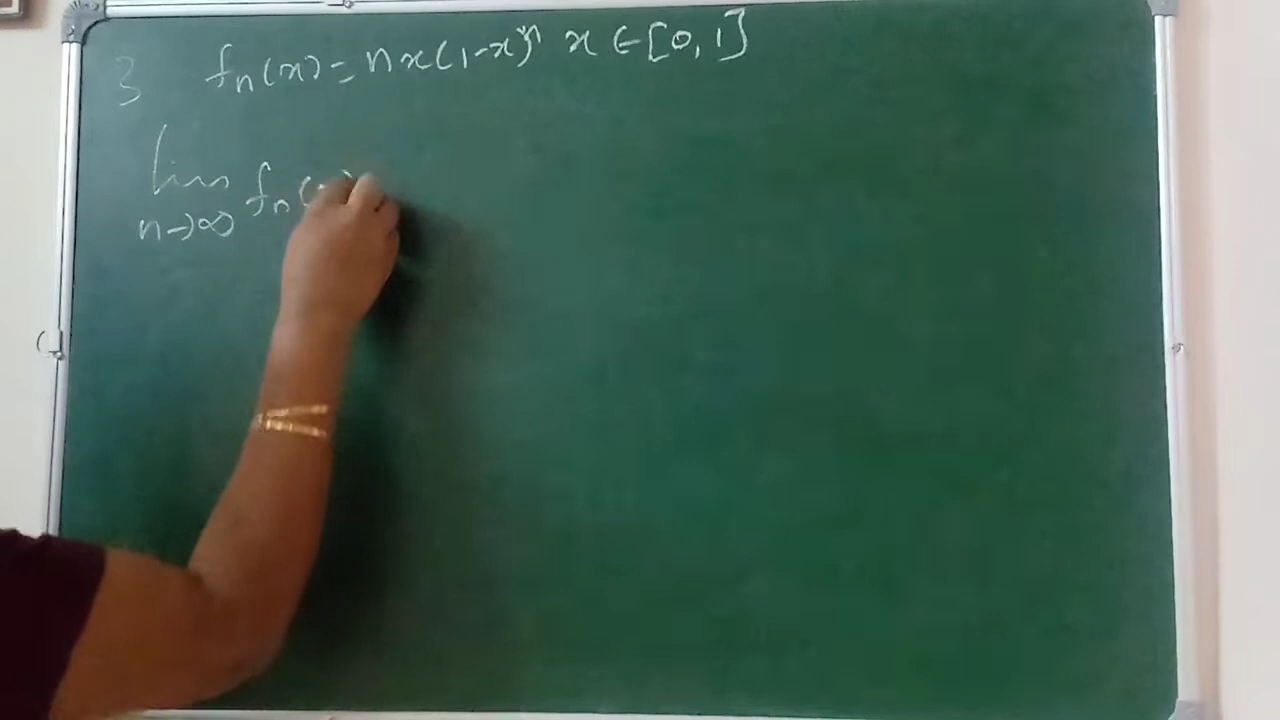 3 fn(x) = nx(1-x)^n x ∈ [0, 1]
lim fn(x)
n→∞